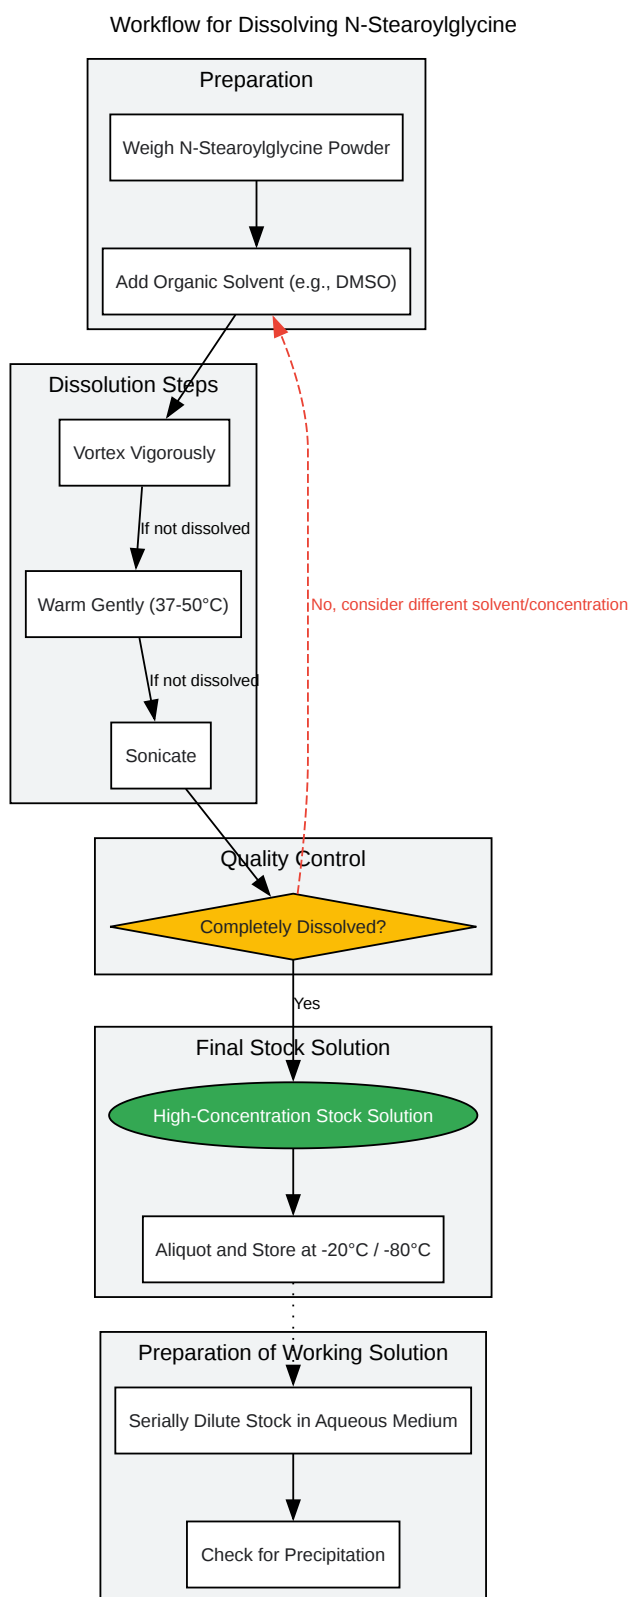 Workflow for Dissolving N-Stearoylglycine
Preparation
Weigh N-Stearoylglycine Powder
Add Organic Solvent (e.g., DMSO)
Dissolution Steps
Vortex Vigorously
If not dissolved
Warm Gently (37-50°C)
No, consider different solvent/concentration
If not dissolved
Sonicate
Quality Control
Completely Dissolved?
Yes
Final Stock Solution
High-Concentration Stock Solution
Aliquot and Store at -20°C / -80°C
Preparation of Working Solution
Serially Dilute Stock in Aqueous Medium
Check for Precipitation